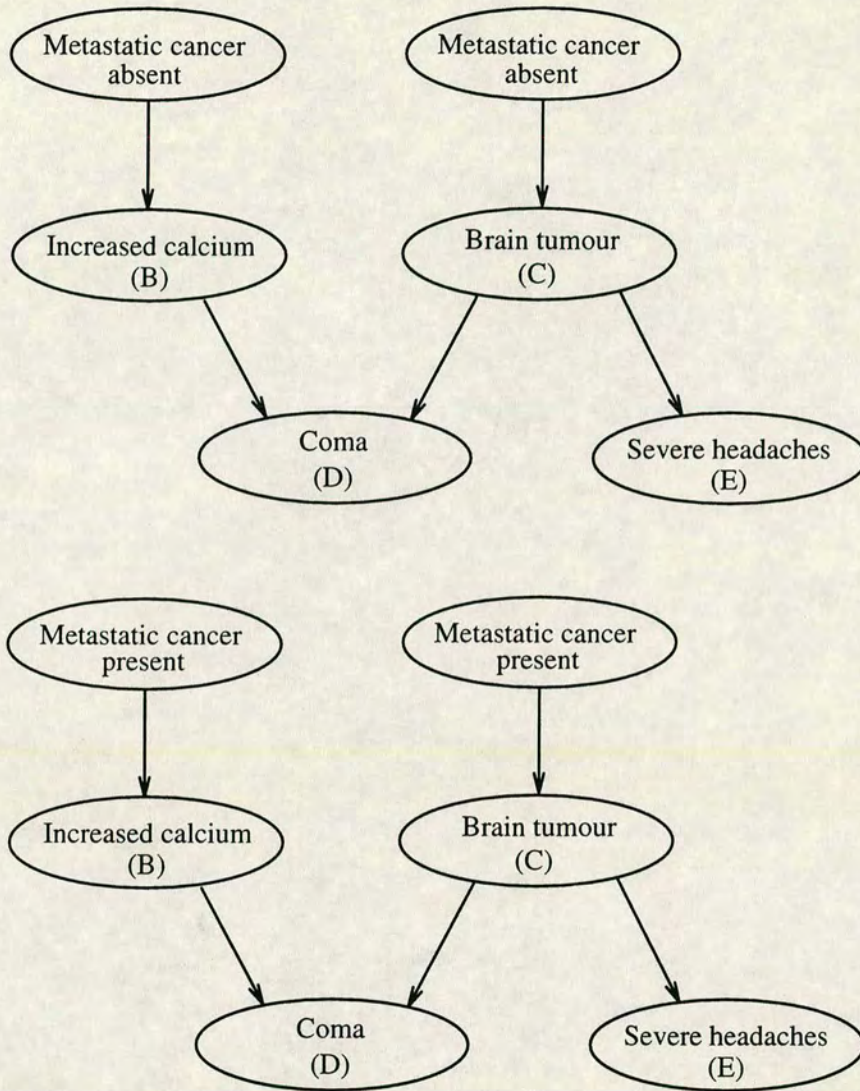 Metastatic cancer
absent
Metastatic cancer
absent
Increased calcium
(B)
Brain tumour
(C)
Coma
(D)
Severe headaches
(E)
Metastatic cancer
present
Metastatic cancer
present
Increased calcium
(B)
Brain tumour
(C)
Coma
(D)
Severe headaches
(E)